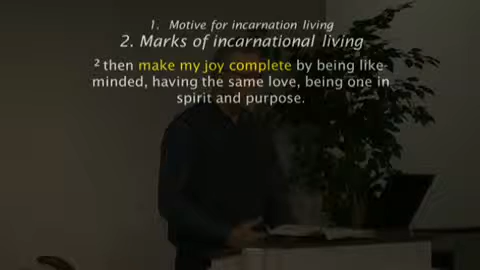 1. Motive for incarnation living
2. Marks of incarnational living
2 then make my joy complete by being like-
minded, having the same love, being one in
spirit and purpose.